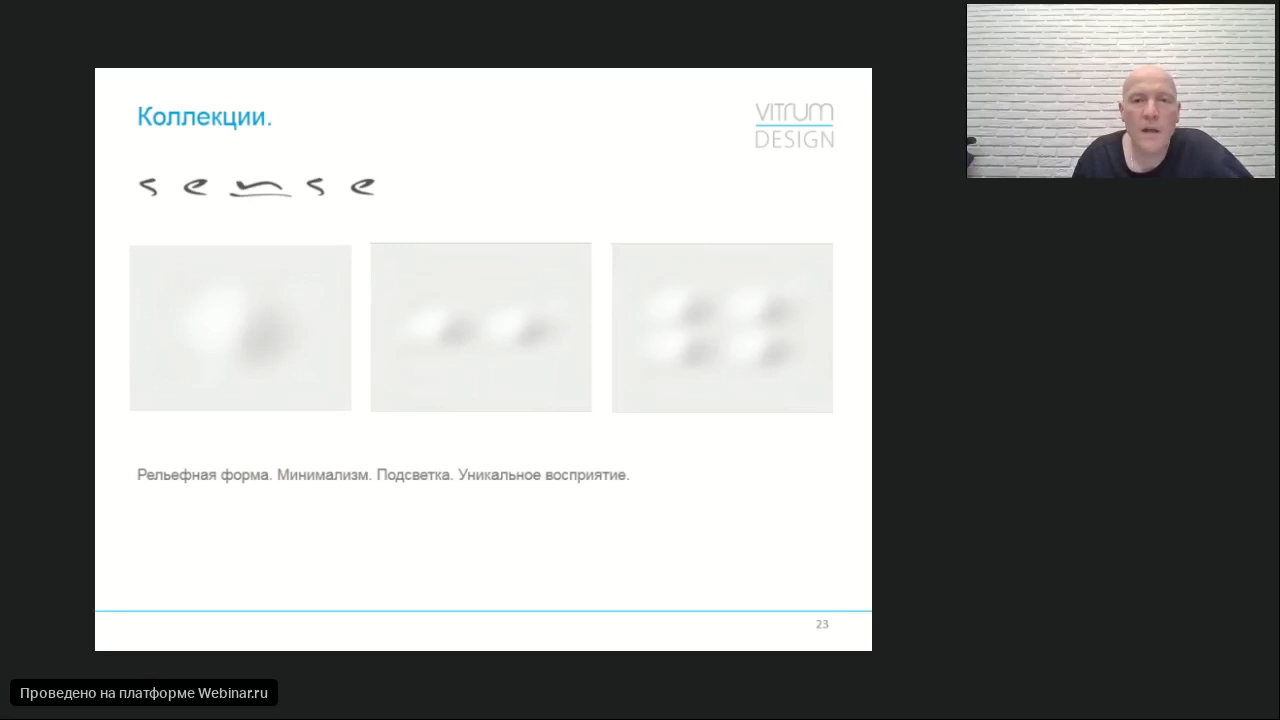 Коллекции.
VITRUM
DESIGN
sense
Рельефная форма. Минимализм. Подсветка. Уникальное восприятие.
23
Проведено на платформе Webinar.ru